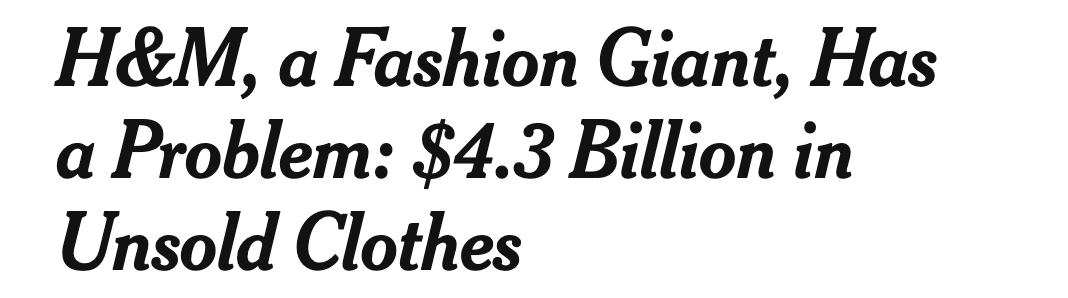 H&M, a Fashion Giant, Has
a Problem: $4.3 Billion in
Unsold Clothes